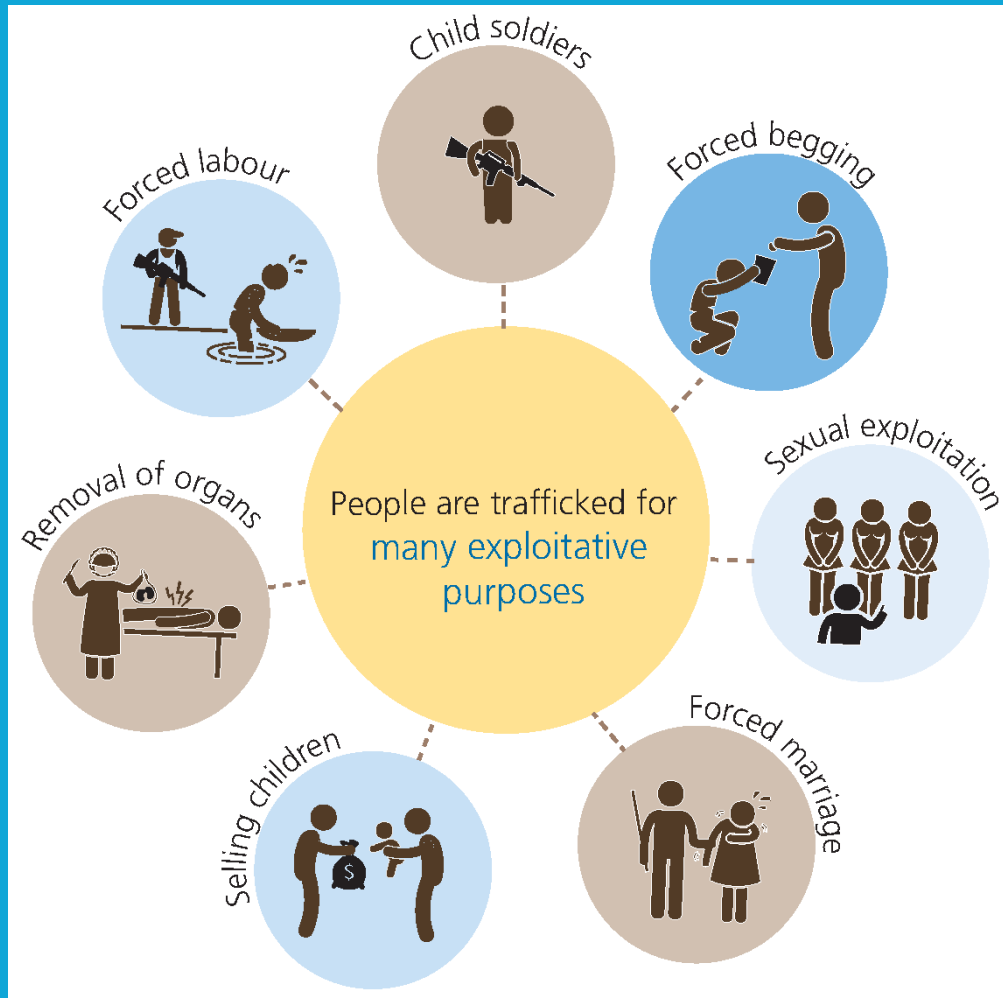 Child soldiers
Forced begging
Sexual exploitation
Forced marriage
Selling children
Removal of organs
Forced labour
People are trafficked for
many exploitative
purposes
$